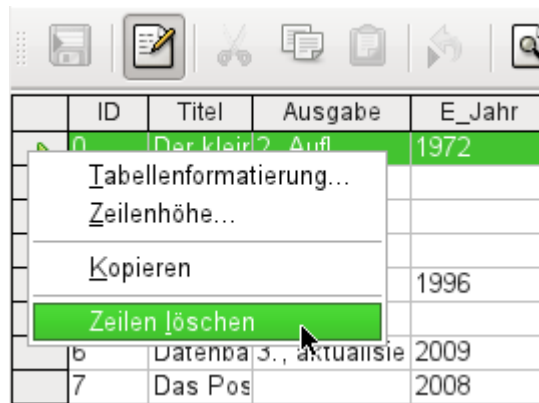 ID Titel Ausgabe E_Jahr
0 Der kleir 2. Aufl 1972
Tabellenformatierung...
Zeilenhöhe...
Kopieren
1996
Zeilen löschen
6 Datenba 3., aktualisie 2009
7 Das Pos 2008